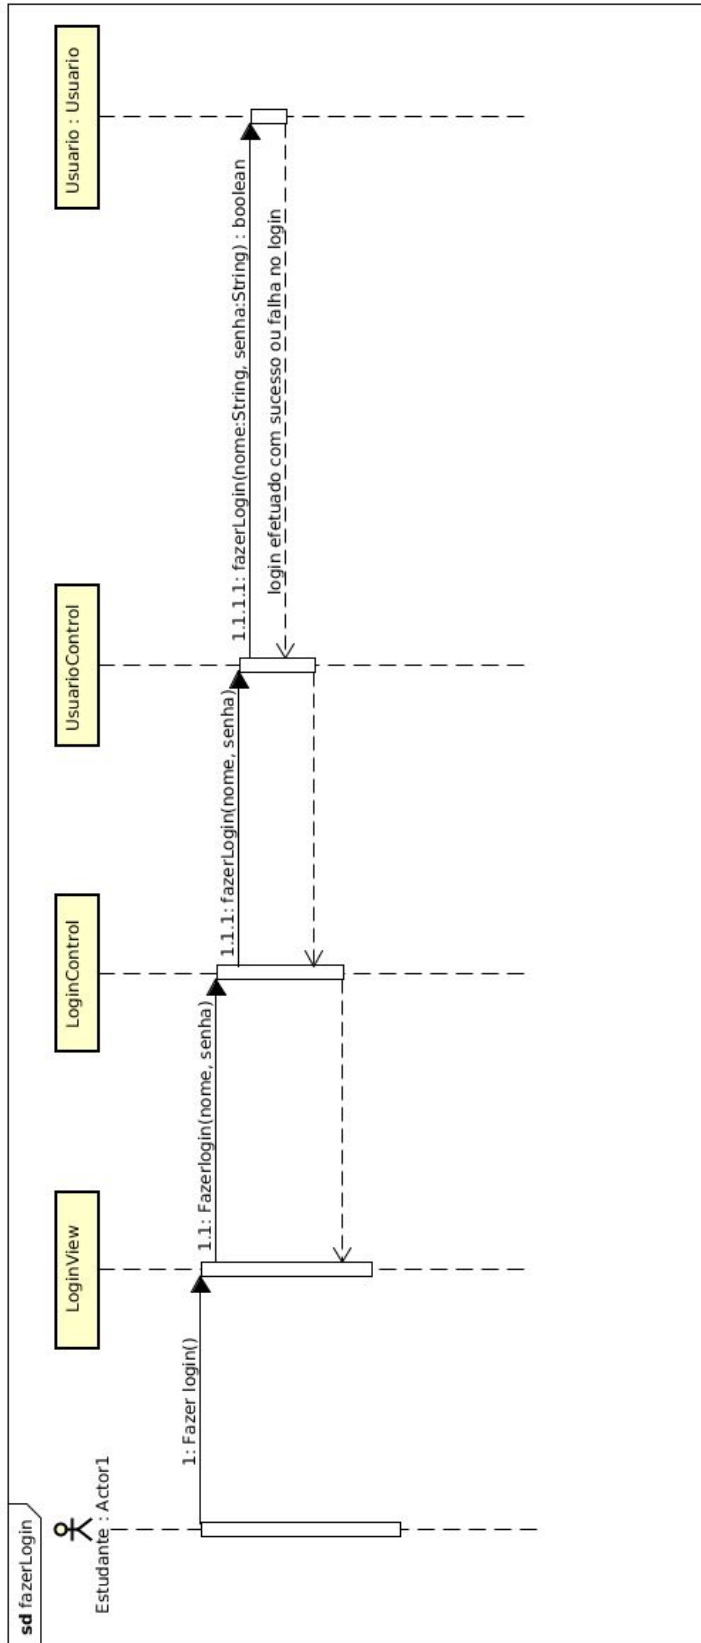 sd fazerLogin
Estudante : Actor1
LoginView
LoginControl
UsuarioControl
Usuario : Usuario
1: Fazer login()
1.1: Fazerlogin(nome, senha)
1.1.1: fazerLogin(nome, senha)
1.1.1.1: fazerLogin(nome:String, senha:String) : boolean
login efetuado com sucesso ou falha no login